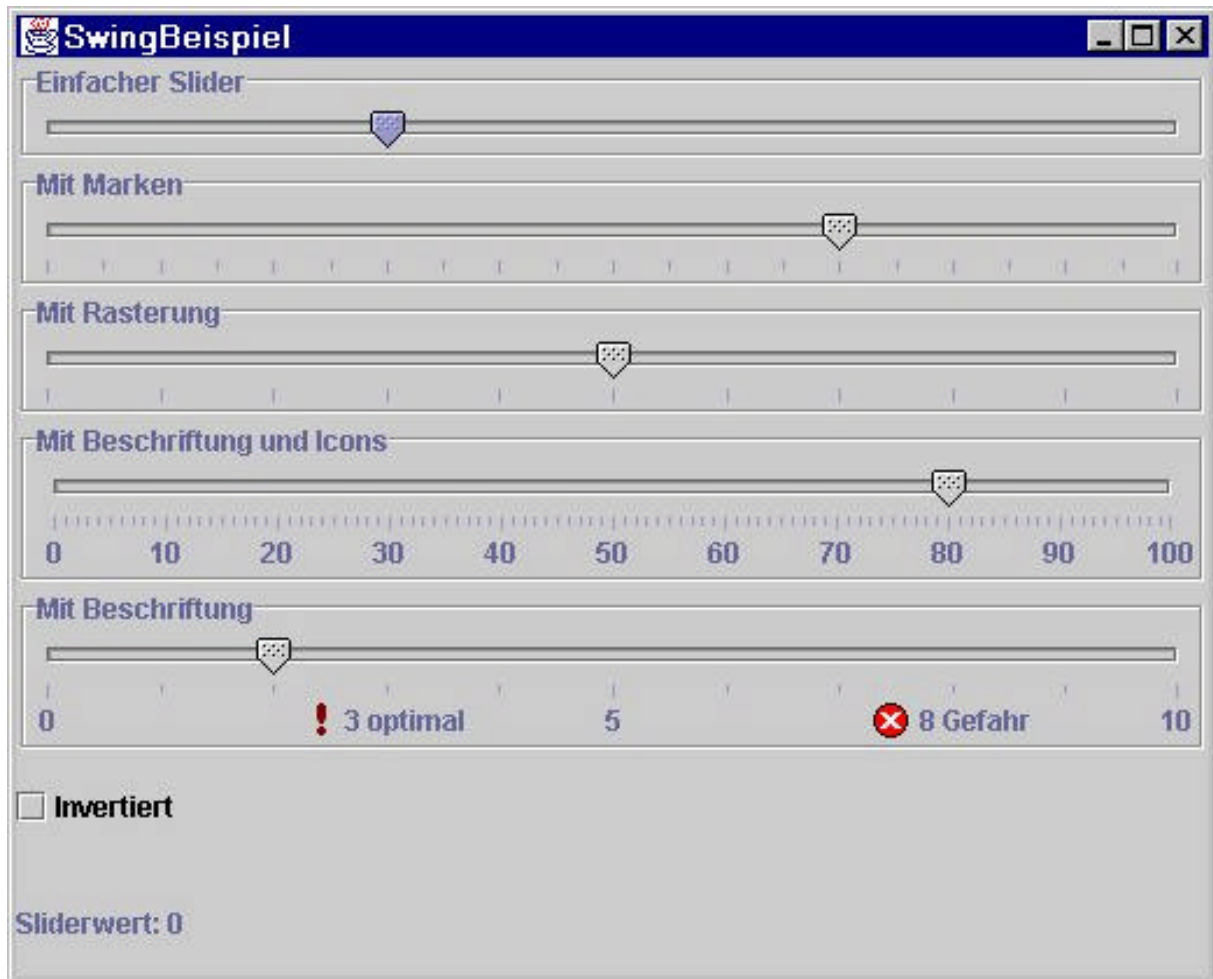 SwingBeispiel
Einfacher Slider
Mit Marken
Mit Rasterung
Mit Beschriftung und Icons
0 10 20 30 40 50 60 70 80 90 100
Mit Beschriftung
0 3 optimal 5 8 Gefahr 10
Invertiert
Sliderwert: 0